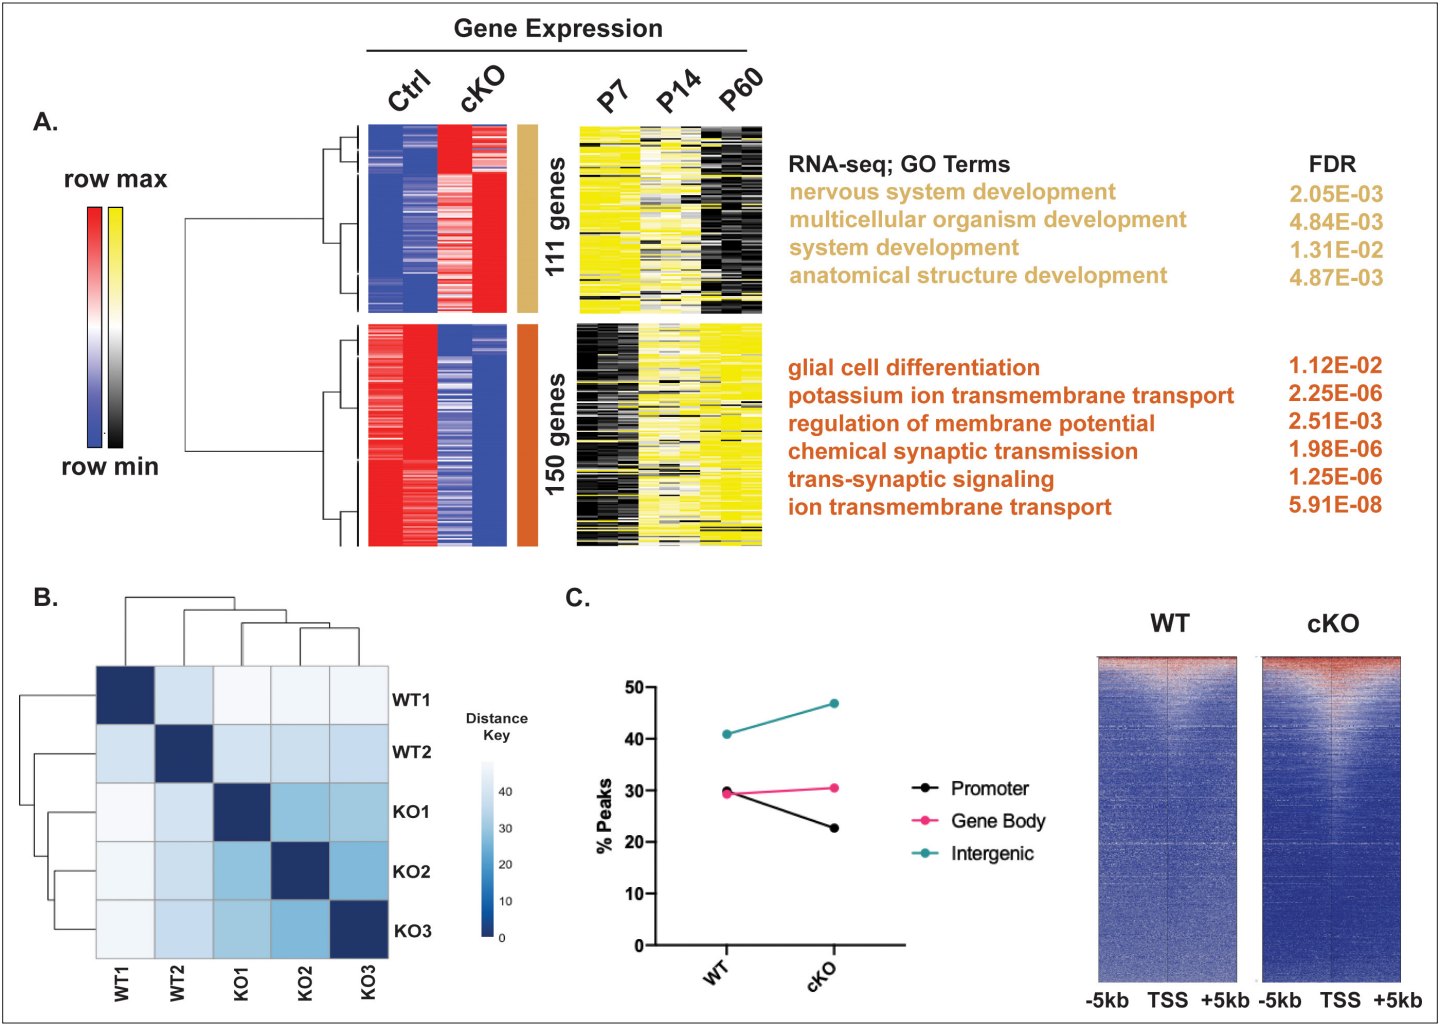 Gene Expression
Ctrl cKO P7 P14 P60
A.
row max
row min
111 genes
150 genes
RNA-seq; GO Terms FDR
nervous system development 2.05E-03
multicellular organism development 4.84E-03
system development 1.31E-02
anatomical structure development 4.87E-03
glial cell differentiation 1.12E-02
potassium ion transmembrane transport 2.25E-06
regulation of membrane potential 2.51E-03
chemical synaptic transmission 1.98E-06
trans-synaptic signaling 1.25E-06
ion transmembrane transport 5.91E-08
B.
WT1
WT2
KO1
KO2
KO3
WT1 WT2 KO1 KO2 KO3
Distance
Key
40
30
20
10
0
C.
% Peaks
50
40
30
20
10
0
WT cKO
Promoter
Gene Body
Intergenic
WT cKO
-5kb TSS +5kb -5kb TSS +5kb